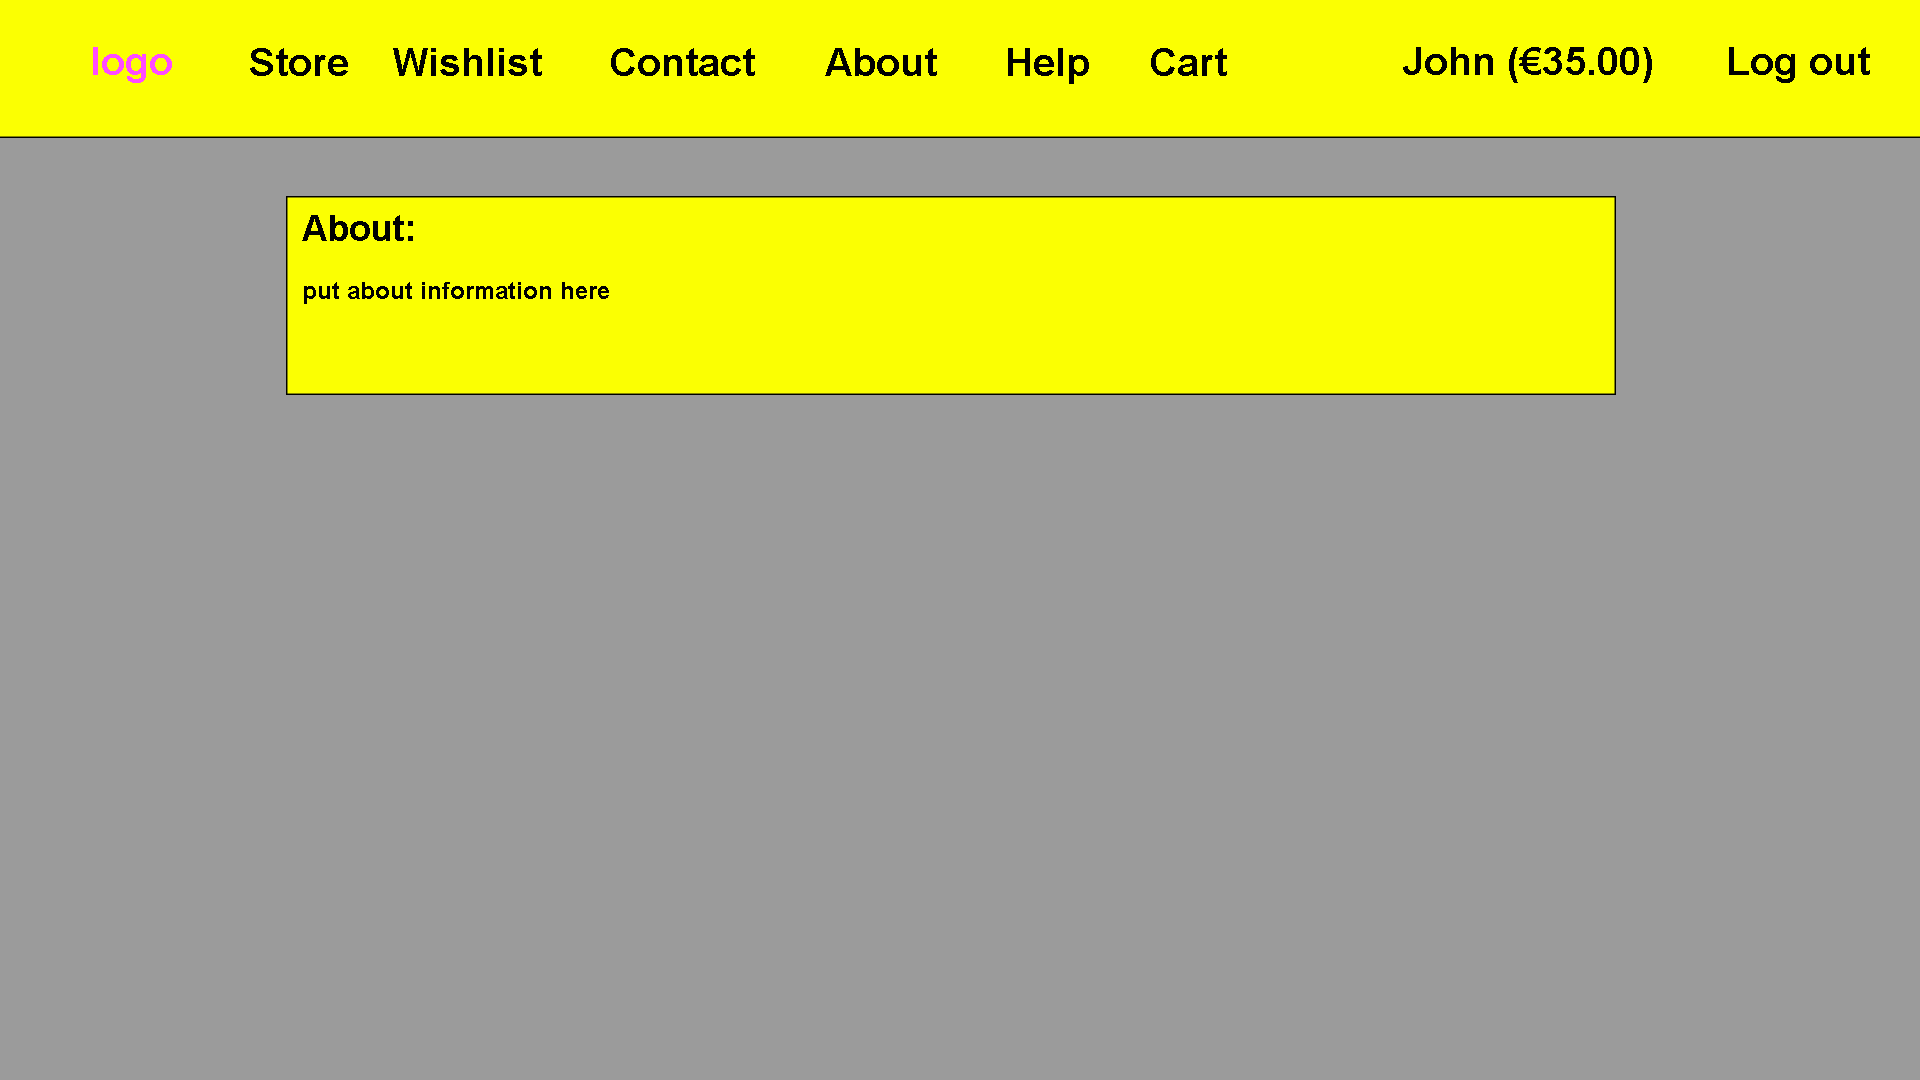 logo Store Wishlist Contact About Help Cart John (€35.00) Log out
About:
put about information here